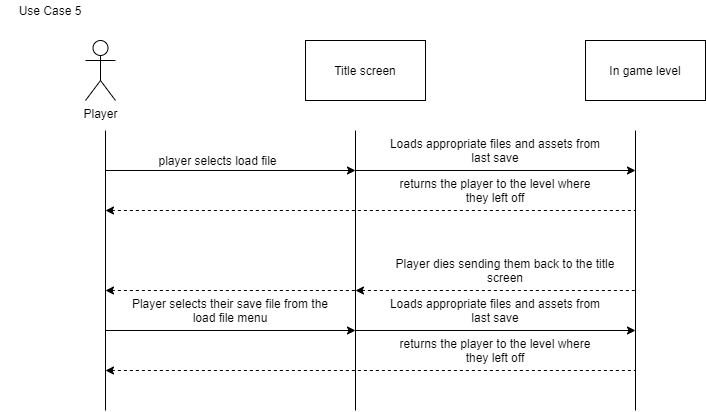 Use Case 5
Title screen
In game level
Player
player selects load file
Loads appropriate files and assets from
last save
returns the player to the level where
they left off
Player dies sending them back to the title
screen
Player selects their save file from the
load file menu
Loads appropriate files and assets from
last save
returns the player to the level where
they left off